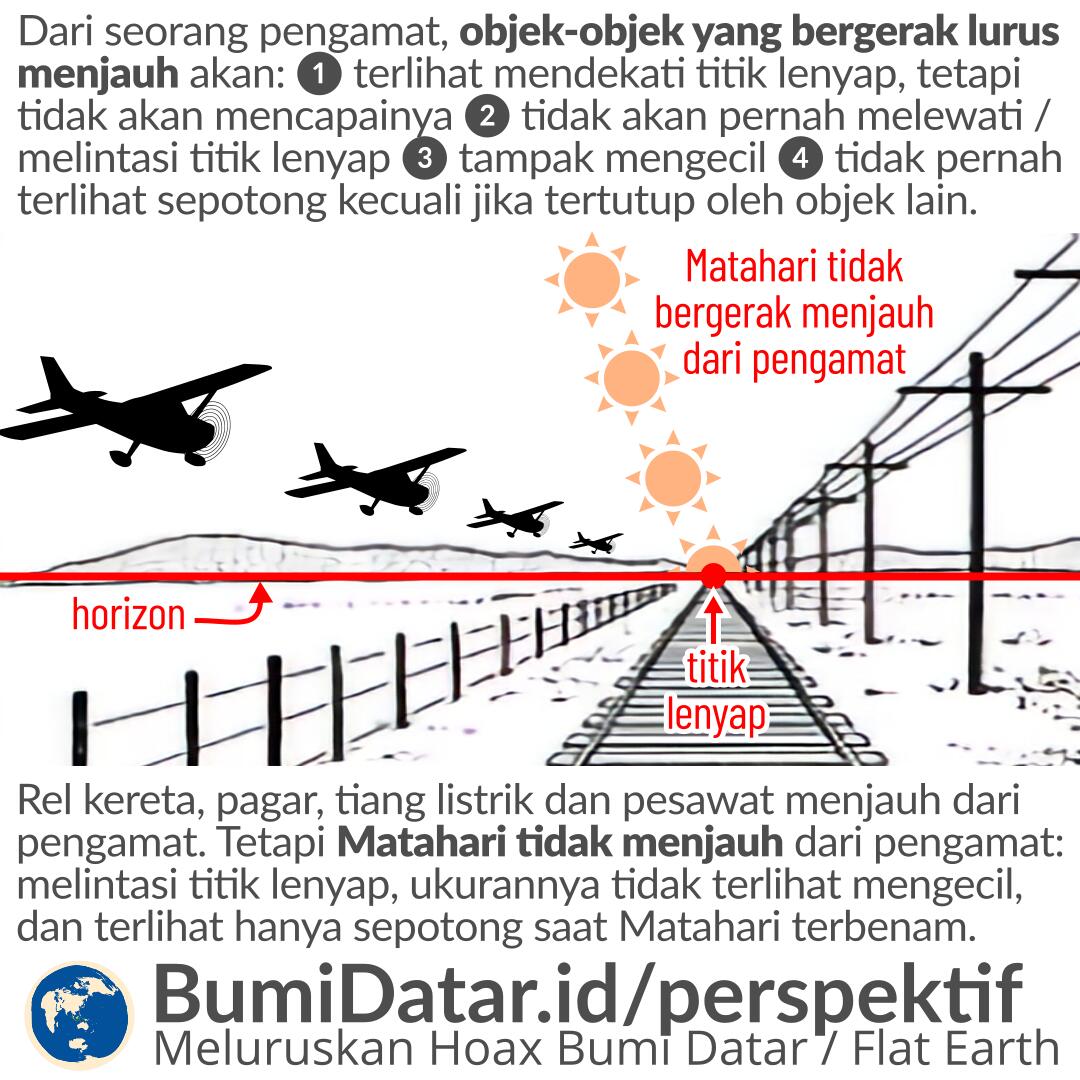 Dari seorang pengamat, objek-objek yang bergerak lurus
menjauh akan: 1 terlihat mendekati titik lenyap, tetapi
tidak akan mencapainya 2 tidak akan pernah melewati /
melintasi titik lenyap 3 tampak mengecil 4 tidak pernah
terlihat sepotong kecuali jika tertutup oleh objek lain.
Matahari tidak
bergerak menjauh
dari pengamat
horizon
titik
lenyap
Rel kereta, pagar, tiang listrik dan pesawat menjauh dari
pengamat. Tetapi Matahari tidak menjauh dari pengamat:
melintasi titik lenyap, ukurannya tidak terlihat mengecil,
dan terlihat hanya sepotong saat Matahari terbenam.
BumiDatar.id/perspektif
Meluruskan Hoax Bumi Datar / Flat Earth